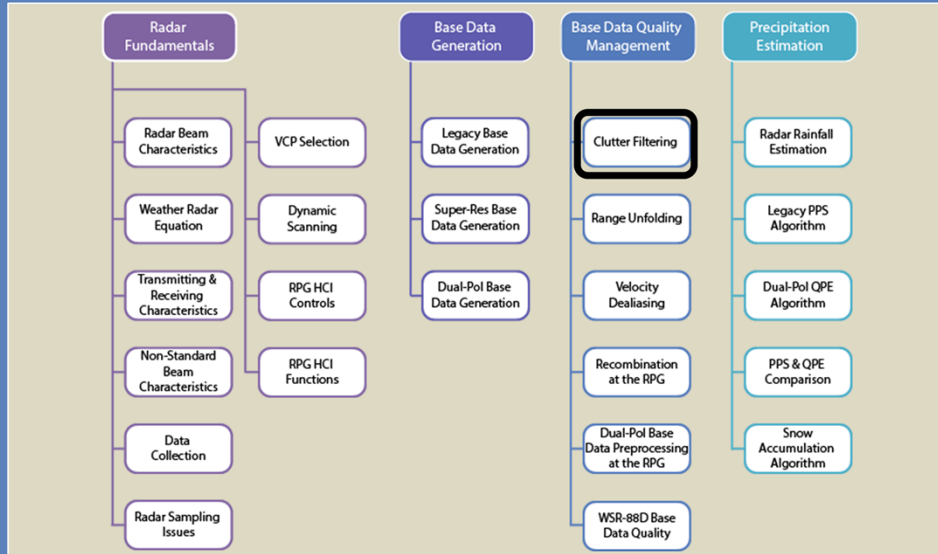 Radar
Fundamentals
Radar Beam
Characteristics
Weather Radar
Equation
Transmitting &
Receiving
Characteristics
Non-Standard
Beam
Characteristics
Data
Collection
Radar Sampling
Issues
VCP Selection
Dynamic
Scanning
RPG HCI
Controls
RPG HCI
Functions
Base Data
Generation
Legacy Base
Data Generation
Super-Res Base
Data Generation
Dual-Pol Base
Data Generation
Base Data Quality
Management
Clutter Filtering
Range Unfolding
Velocity
Dealiasing
Recombination
at the RPG
Dual-Pol Base
Data Preprocessing
at the RPG
WSR-88D Base
Data Quality
Precipitation
Estimation
Radar Rainfall
Estimation
Legacy PPS
Algorithm
Dual-Pol QPE
Algorithm
PPS & QPE
Comparison
Snow
Accumulation
Algorithm